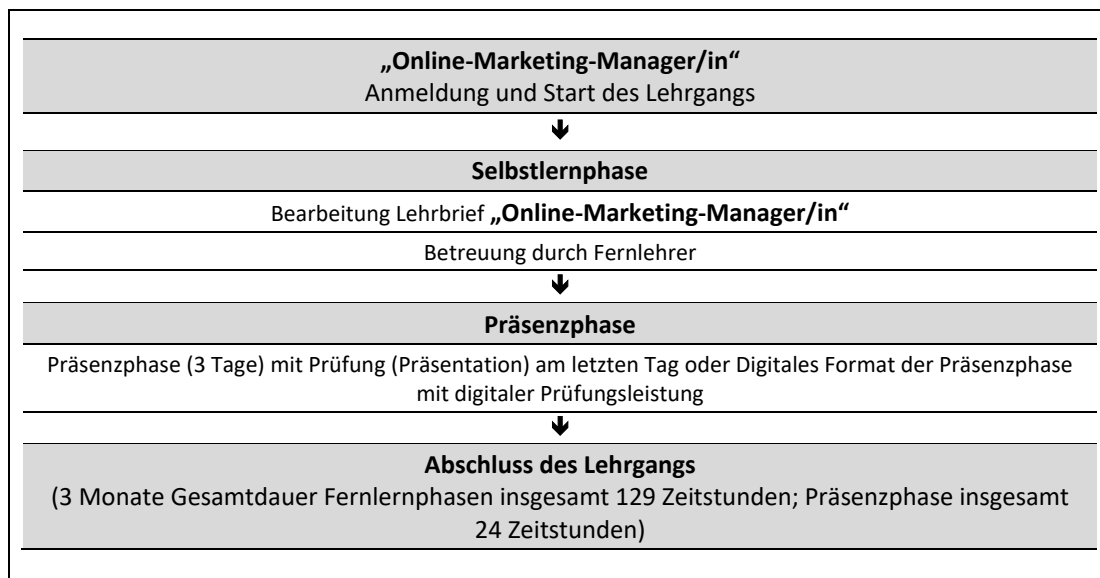 „Online-Marketing-Manager/in“
Anmeldung und Start des Lehrgangs
🡻
Selbstlernphase
Bearbeitung Lehrbrief „Online-Marketing-Manager/in“
Betreuung durch Fernlehrer
🡻
Präsenzphase
Präsenzphase (3 Tage) mit Prüfung (Präsentation) am letzten Tag oder Digitales Format der Präsenzphase
mit digitaler Prüfungsleistung
🡻
Abschluss des Lehrgangs
(3 Monate Gesamtdauer Fernlernphasen insgesamt 129 Zeitstunden; Präsenzphase insgesamt
24 Zeitstunden)